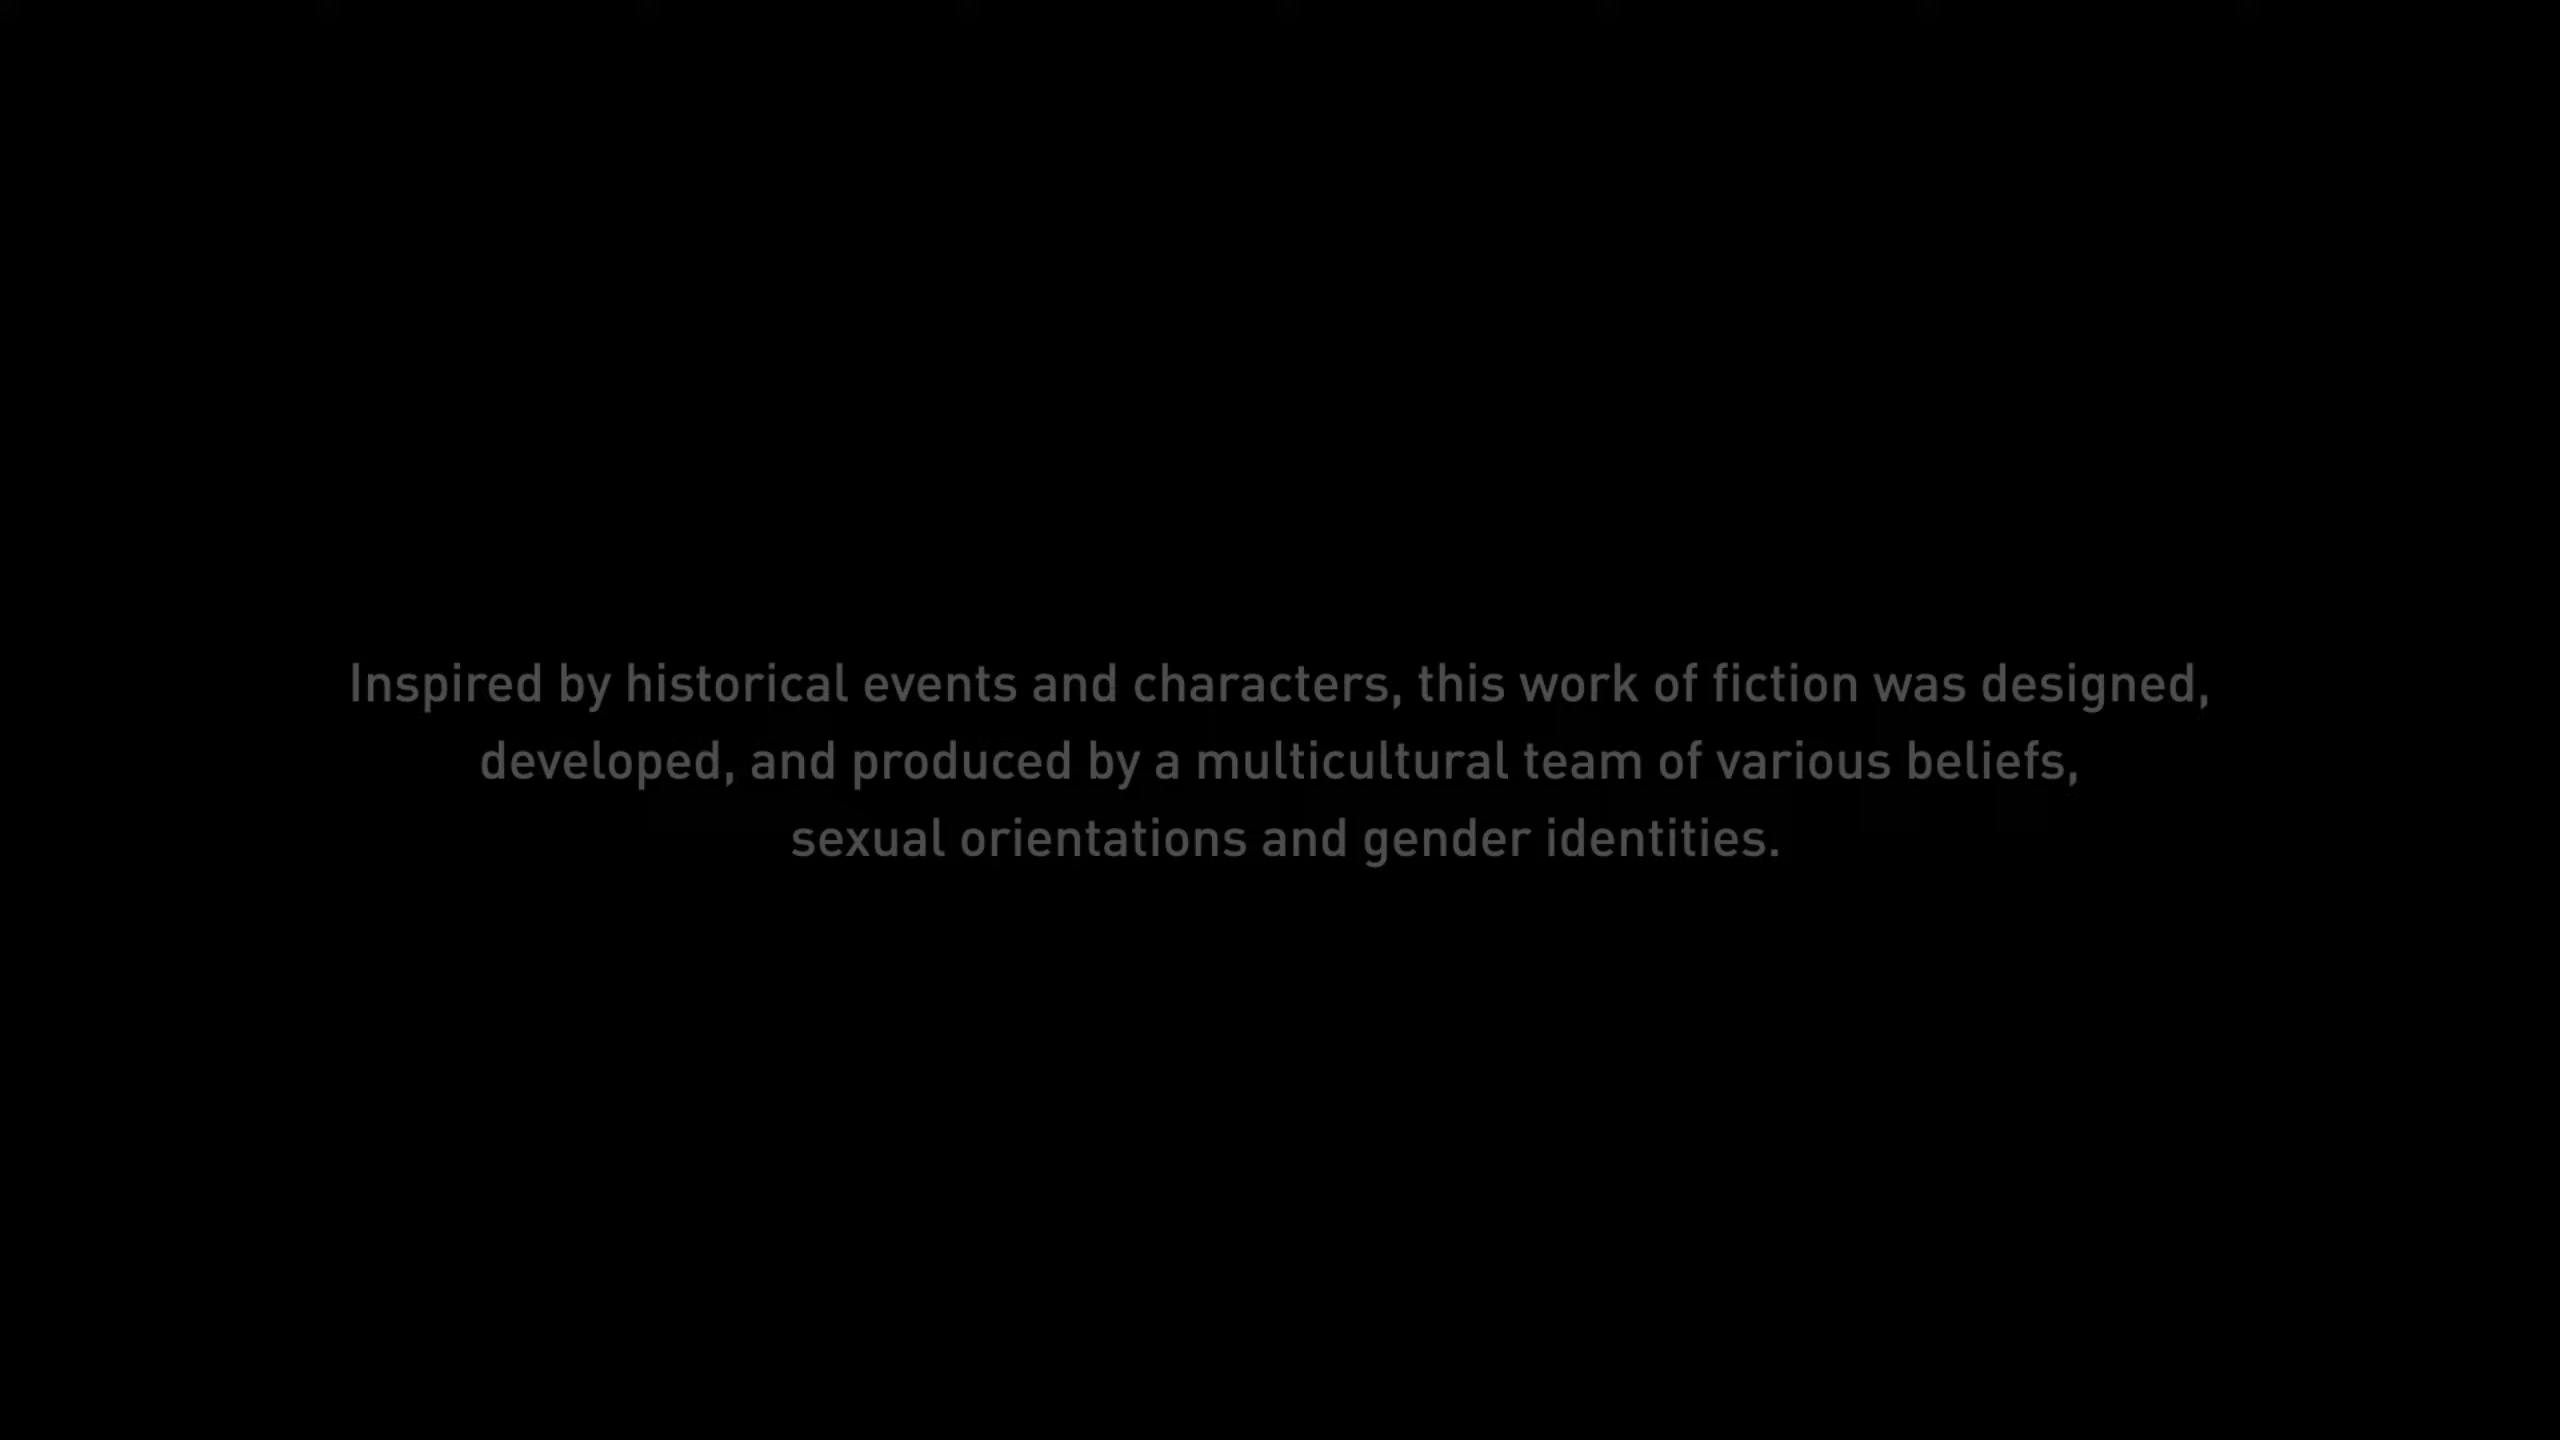 Inspired by historical events and characters, this work of fiction was designed,
developed, and produced by a multicultural team of various beliefs,
sexual orientations and gender identities.